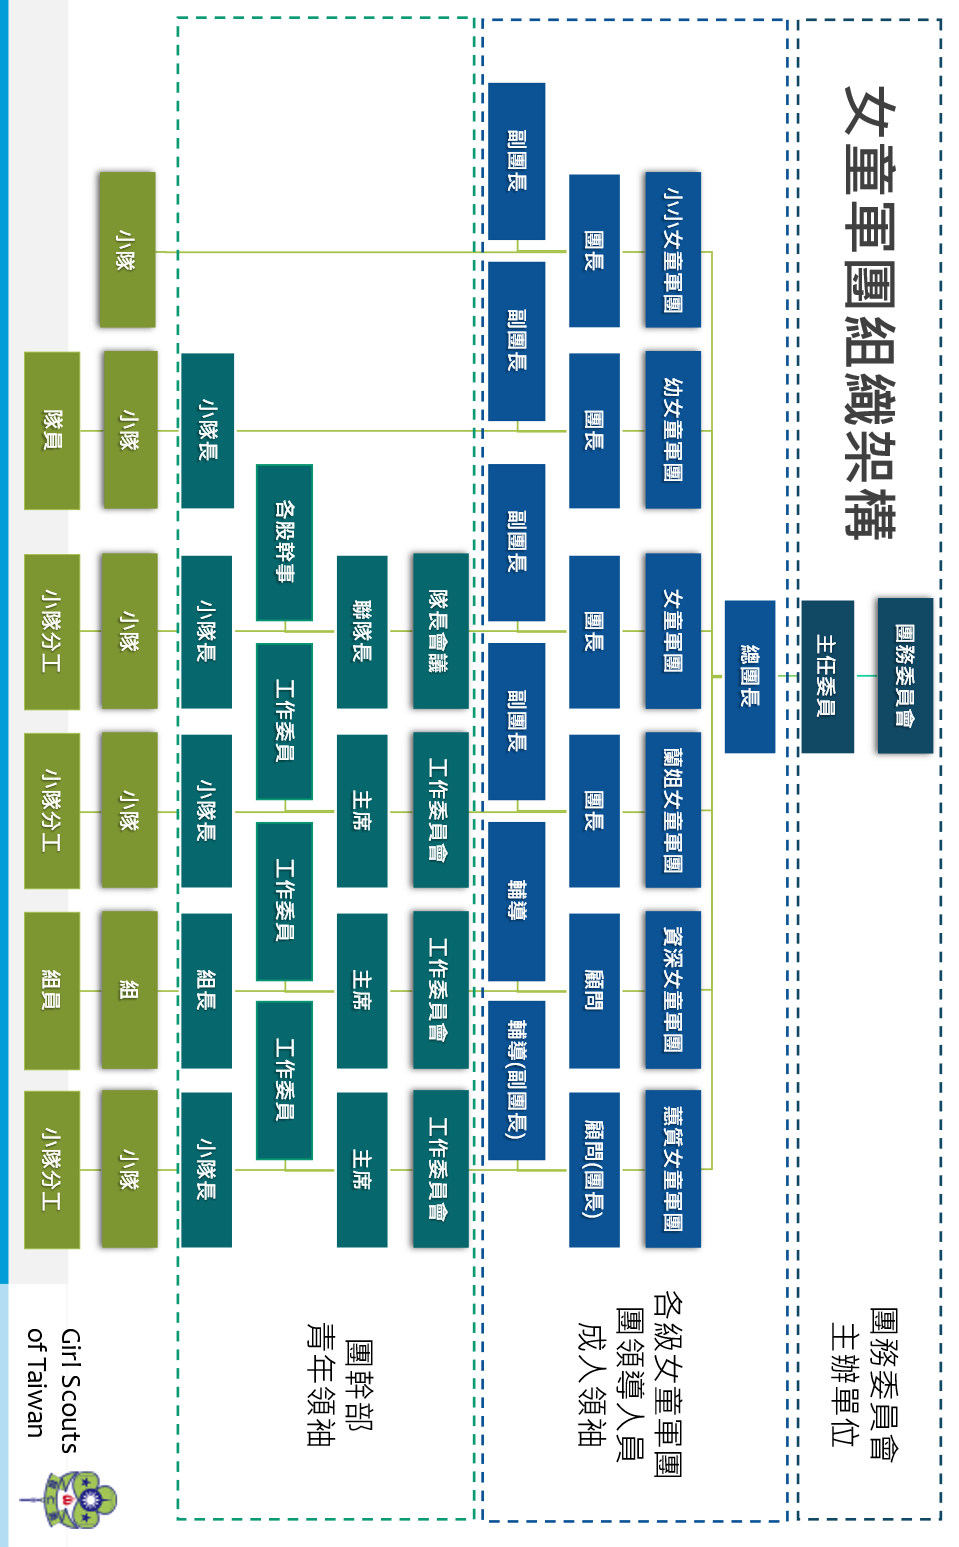 女童軍團組織架構
團務委員會
主任委員
團務委員會
主辦單位
總團長
小小女童軍團
幼女童軍團
女童軍團
蘭姐女童軍團
資深女童軍團
蕙質女童軍團
團長
團長
團長
團長
顧問
顧問(團長)
副團長
副團長
副團長
副團長
輔導
輔導(副團長)
各級女童軍團
團領導人員
成人領袖
隊長會議
工作委員會
工作委員會
工作委員會
聯隊長
主席
主席
主席
各股幹事
工作委員
工作委員
工作委員
小隊長
小隊長
小隊長
組長
小隊長
團幹部
青年領袖
小隊
小隊
小隊
小隊
組
小隊
隊員
小隊分工
小隊分工
組員
小隊分工
Girl Scouts
of Taiwan